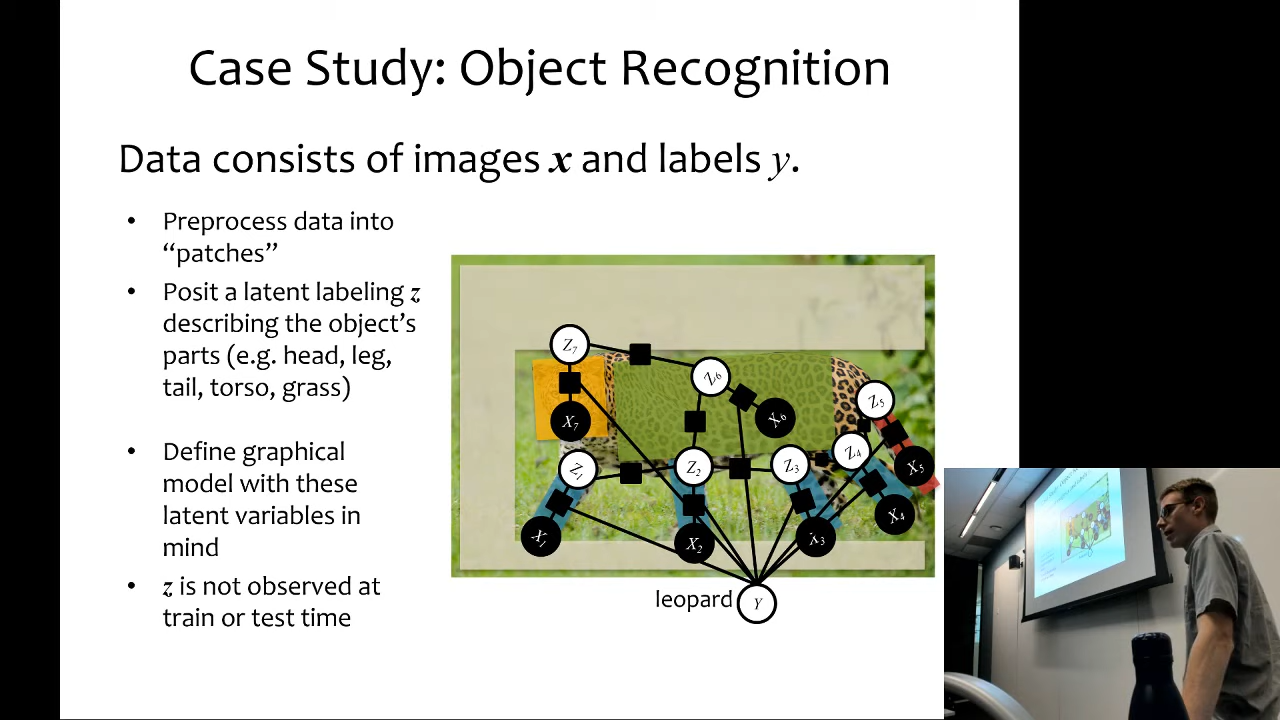 Case Study: Object Recognition
Data consists of images x and labels y.
• Preprocess data into
“patches”
• Posit a latent labeling z
describing the object’s
parts (e.g. head, leg,
tail, torso, grass)
• Define graphical
model with these
latent variables in
mind
• z is not observed at
train or test time
Z7
Z6
X7
X6
Z5
Z1
Z2
Z3
Z4
X5
X1
X2
X3
X4
leopard
Y